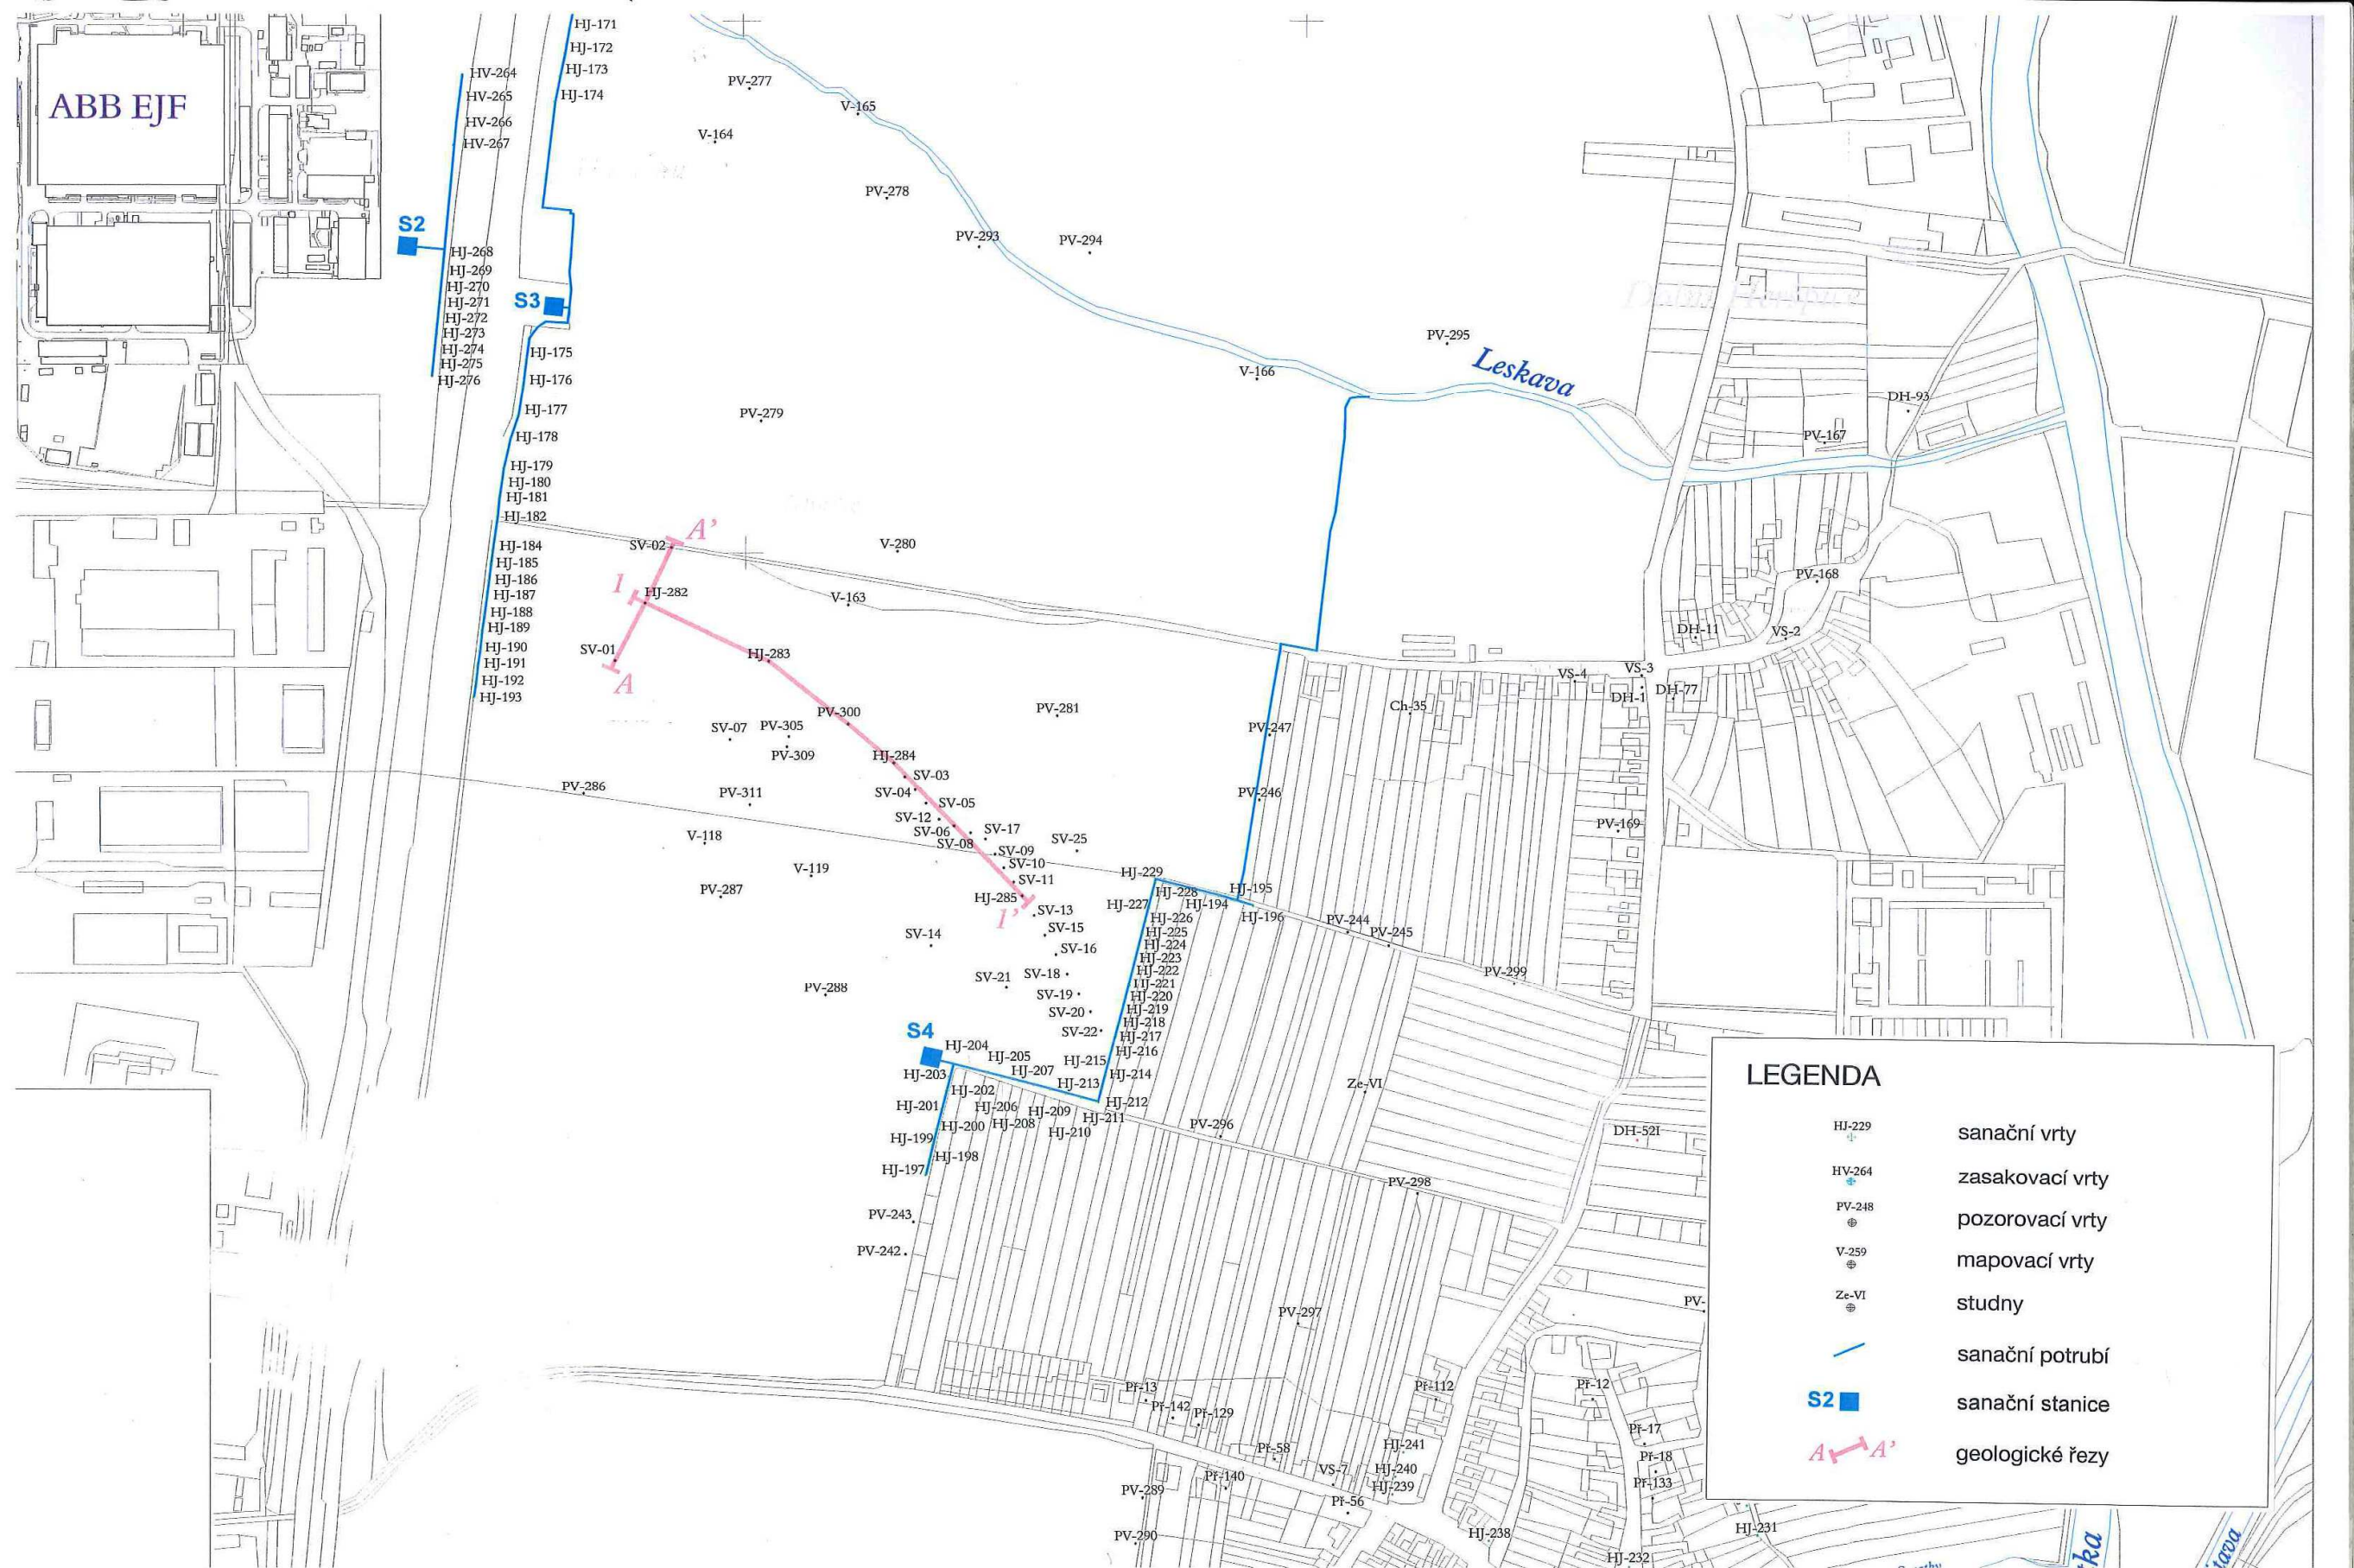 ABB EJF
HJ-171
HJ-172
HJ-173
HJ-174
HV-264
HV-265
HV-266
HV-267
PV-277
V-165
V-164
PV-278
PV-293
PV-294
S2
HJ-268
HJ-269
HJ-270
HJ-271
HJ-272
HJ-273
HJ-274
HJ-275
HJ-276
S3
HJ-175
HJ-176
HJ-177
HJ-178
HJ-179
HJ-180
HJ-181
HJ-182
HJ-184
HJ-185
HJ-186
HJ-187
HJ-188
HJ-189
HJ-190
HJ-191
HJ-192
HJ-193
PV-295
V-166
Leskava
DH-93
PV-167
PV-279
A'
SV-02
V-280
1
HJ-282
V-163
SV-01
A
HJ-283
PV-168
DH-11
VS-2
VS-4
VS-3
DH-1
DH-77
Ch-35
PV-300
PV-281
SV-07
PV-305
PV-309
PV-247
HJ-284
SV-03
SV-04
SV-05
PV-286
PV-311
PV-246
SV-12
SV-06
SV-17
SV-08
SV-25
SV-09
PV-169
V-118
V-119
SV-10
SV-11
PV-287
HJ-285
1'
HJ-229
HJ-228
HJ-195
HJ-227
HJ-194
HJ-196
HJ-226
HJ-225
HJ-224
HJ-223
HJ-222
HJ-221
HJ-220
HJ-219
HJ-218
HJ-217
HJ-216
HJ-215
HJ-214
HJ-213
HJ-212
HJ-211
PV-244
PV-245
PV-299
SV-13
SV-15
SV-14
SV-16
SV-21
SV-18
SV-19
SV-20
SV-22
PV-288
S4
HJ-204
HJ-205
HJ-207
HJ-203
HJ-202
HJ-201
HJ-206
HJ-209
HJ-200
HJ-208
HJ-210
HJ-199
HJ-198
HJ-197
Ze-VI
PV-296
DH-521
PV-298
PV-243
PV-242
PV-297
PV-
Př-13
Př-142
Př-129
Př-112
Př-12
Př-17
Př-18
Př-133
Př-58
HJ-241
HJ-240
HJ-239
VS-7
Př-140
Př-56
PV-289
PV-290
HJ-238
HJ-232
HJ-231
LEGENDA
HJ-229 sanační vrty
HV-264 zasakovací vrty
PV-248 pozorovací vrty
V-259 mapovací vrty
Ze-VI studny
sanační potrubí
S2 sanační stanice
A A' geologické řezy